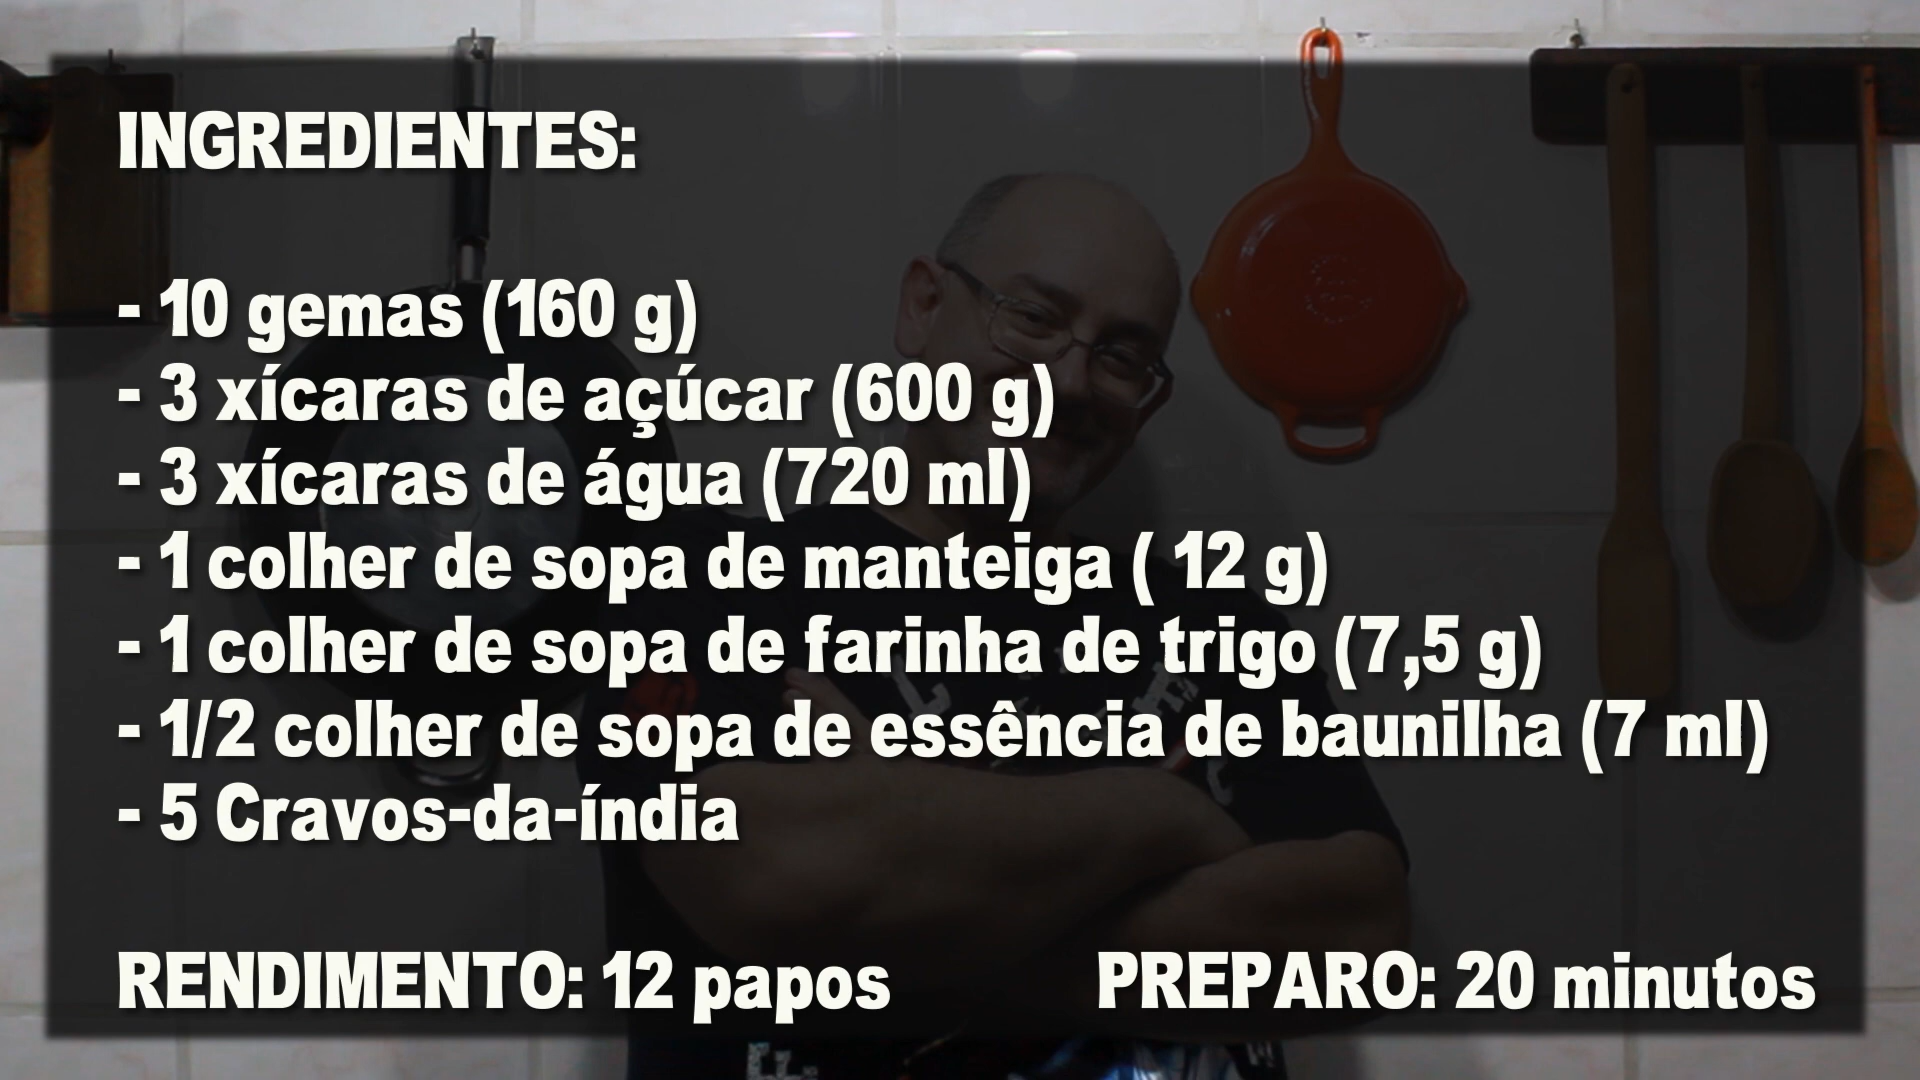 INGREDIENTES:
- 10 gemas (160 g)
- 3 xícaras de açúcar (600 g)
- 3 xícaras de água (720 ml)
- 1 colher de sopa de manteiga ( 12 g)
- 1 colher de sopa de farinha de trigo (7,5 g)
- 1/2 colher de sopa de essência de baunilha (7 ml)
- 5 Cravos-da-índia
RENDIMENTO: 12 papos PREPARO: 20 minutos